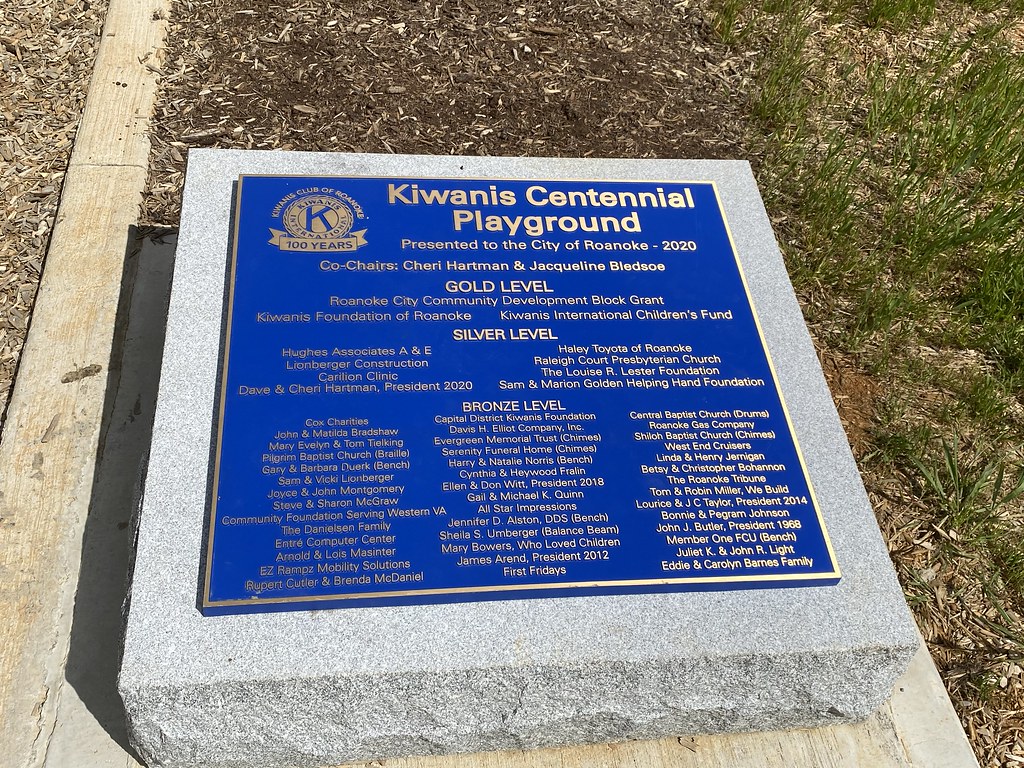 KIWANIS CLUB OF ROANOKE
KIWANIS
K
INTERNATIONAL
100 YEARS
Kiwanis Centennial
Playground
Presented to the City of Roanoke - 2020
Co-Chairs: Cheri Hartman & Jacqueline Bledsoe
GOLD LEVEL
Roanoke City Community Development Block Grant
Kiwanis Foundation of Roanoke Kiwanis International Children's Fund
SILVER LEVEL
Hughes Associates A & E
Lionberger Construction
Carilion Clinic
Dave & Cheri Hartman, President 2020
Haley Toyota of Roanoke
Raleigh Court Presbyterian Church
The Louise R. Lester Foundation
Sam & Marion Golden Helping Hand Foundation
BRONZE LEVEL
Cox Charities
John & Matilda Bradshaw
Mary Evelyn & Tom Tielking
Pilgrim Baptist Church (Braille)
Gary & Barbara Duerk (Bench)
Sam & Vicki Lionberger
Joyce & John Montgomery
Steve & Sharon McGraw
Community Foundation Serving Western VA
The Danielsen Family
Entré Computer Center
Arnold & Lois Masinter
EZ Rampz Mobility Solutions
Rupert Cutler & Brenda McDaniel
Capital District Kiwanis Foundation
Davis H. Elliot Company, Inc.
Evergreen Memorial Trust (Chimes)
Serenity Funeral Home (Chimes)
Harry & Natalie Norris (Bench)
Cynthia & Heywood Fralin
Ellen & Don Witt, President 2018
Gail & Michael K. Quinn
All Star Impressions
Jennifer D. Alston, DDS (Bench)
Sheila S. Umberger (Balance Beam)
Mary Bowers, Who Loved Children
James Arend, President 2012
First Fridays
Central Baptist Church (Drums)
Roanoke Gas Company
Shiloh Baptist Church (Chimes)
West End Cruisers
Linda & Henry Jernigan
Betsy & Christopher Bohannon
The Roanoke Tribune
Tom & Robin Miller, We Build
Lourice & J C Taylor, President 2014
Bonnie & Pegram Johnson
John J. Butler, President 1968
Member One FCU (Bench)
Juliet K. & John R. Light
Eddie & Carolyn Barnes Family